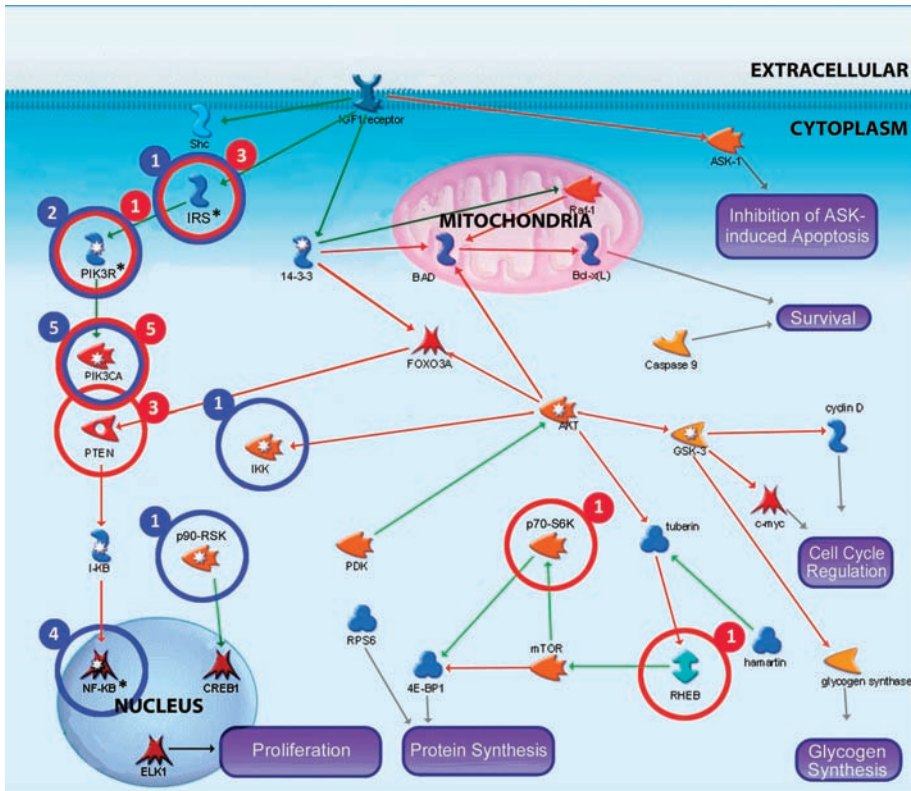 EXTRACELLULAR
IGF1 receptor
CYTOPLASM
Shc
ASK-1
1
3
IRS*
2
1
PIK3R*
Raf-1
MITOCHONDRIA
Inhibition of ASK-
induced Apoptosis
14-3-3
BAD
Bcl-x(L)
Survival
5
5
PIK3CA
FOXO3A
Caspase 9
3
PTEN
1
IKK
AKT
GSK-3
cyclin D
c-myc
1
p90-RSK
I-KB
PDK
p70-S6K
1
tuberin
Cell Cycle
Regulation
RPS6
4
NF-KB*
CREB1
NUCLEUS
4E-BP1
mTOR
1
RHEB
hamartin
glycogen synthase
ELK1
Proliferation
Protein Synthesis
Glycogen
Synthesis